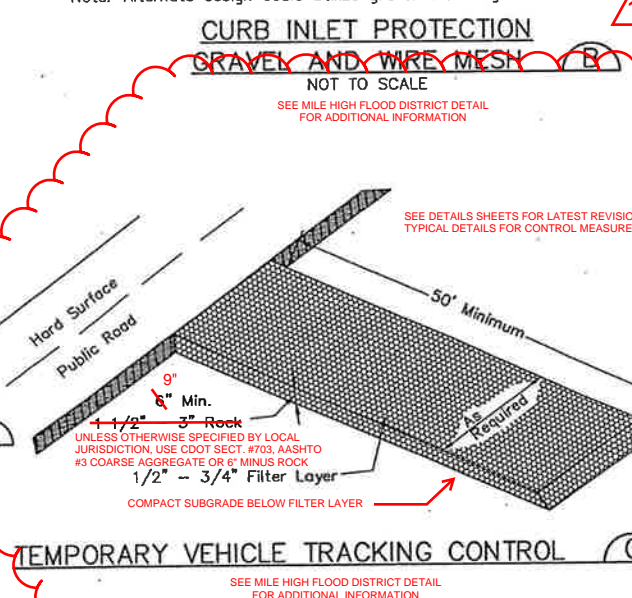 CURB INLET PROTECTION
GRAVEL AND WIRE MESH B
NOT TO SCALE
SEE MILE HIGH FLOOD DISTRICT DETAIL
FOR ADDITIONAL INFORMATION
SEE DETAILS SHEETS FOR LATEST REVISIO
TYPICAL DETAILS FOR CONTROL MEASURE
50' Minimum
Hard Surface
Public Road
9"
6" Min.
1 1/2" 3" Rock
As
Required
UNLESS OTHERWISE SPECIFIED BY LOCAL
JURISDICTION, USE CDOT SECT. #703, AASHTO
#3 COARSE AGGREGATE OR 6" MINUS ROCK
1/2" - 3/4" Filter Layer
COMPACT SUBGRADE BELOW FILTER LAYER
TEMPORARY VEHICLE TRACKING CONTROL
SEE MILE HIGH FLOOD DISTRICT DETAIL
FOR ADDITIONAL INFORMATION